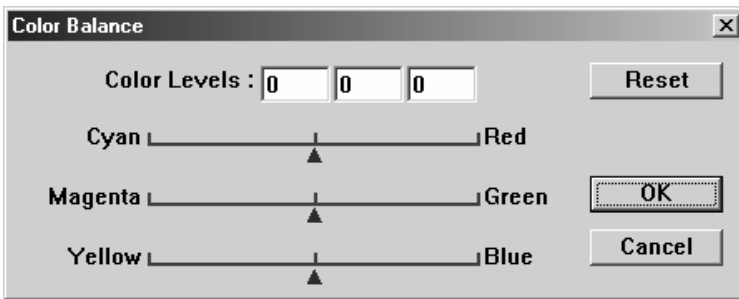 Color Balance
Color Levels : 0 0 0 Reset
Cyan Red
Magenta Green OK
Yellow Blue Cancel